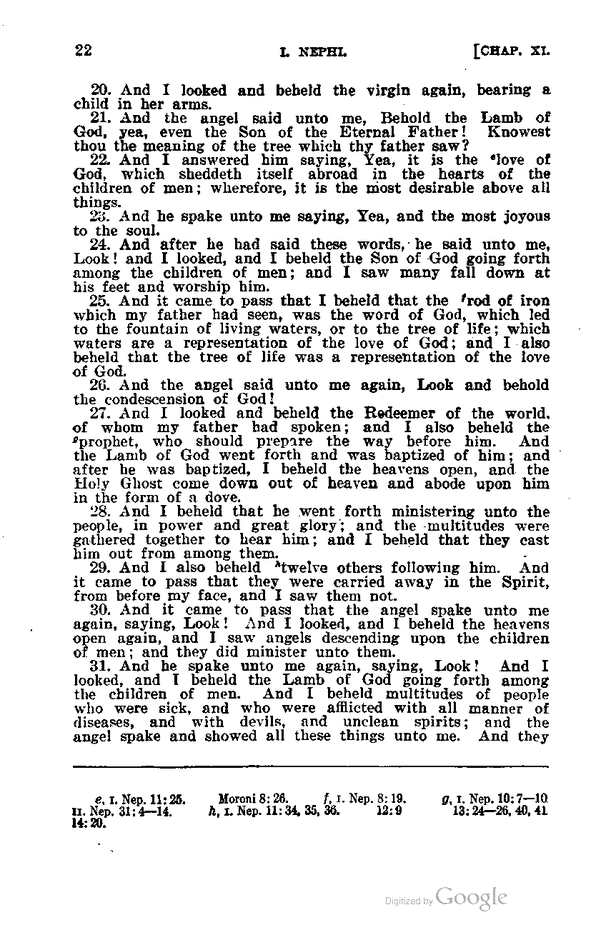 22 I. NEPHI. [CHAP. XI.
20. And I looked and beheld the virgin again, bearing a
child in her arms.
21. And the angel said unto me, Behold the Lamb of
God, yea, even the Son of the Eternal Father! Knowest
thou the meaning of the tree which thy father saw?
22. And I answered him saying, Yea, it is the ᵉlove of
God, which sheddeth itself abroad in the hearts of the
children of men; wherefore, it is the most desirable above all
things.
23. And he spake unto me saying, Yea, and the most joyous
to the soul.
24. And after he had said these words, he said unto me,
Look! and I looked, and I beheld the Son of God going forth
among the children of men; and I saw many fall down at
his feet and worship him.
25. And it came to pass that I beheld that the ᶠrod of iron
which my father had seen, was the word of God, which led
to the fountain of living waters, or to the tree of life; which
waters are a representation of the love of God; and I also
beheld that the tree of life was a representation of the love
of God.
26. And the angel said unto me again, Look and behold
the condescension of God!
27. And I looked and beheld the Redeemer of the world,
of whom my father had spoken; and I also beheld the
ᵍprophet, who should prepare the way before him. And
the Lamb of God went forth and was baptized of him; and
after he was baptized, I beheld the heavens open, and the
Holy Ghost come down out of heaven and abode upon him
in the form of a dove.
28. And I beheld that he went forth ministering unto the
people, in power and great glory; and the multitudes were
gathered together to hear him; and I beheld that they cast
him out from among them.
29. And I also beheld ʰtwelve others following him. And
it came to pass that they were carried away in the Spirit,
from before my face, and I saw them not.
30. And it came to pass that the angel spake unto me
again, saying, Look! And I looked, and I beheld the heavens
open again, and I saw angels descending upon the children
of men; and they did minister unto them.
31. And he spake unto me again, saying, Look! And I
looked, and I beheld the Lamb of God going forth among
the children of men. And I beheld multitudes of people
who were sick, and who were afflicted with all manner of
diseases, and with devils, and unclean spirits; and the
angel spake and showed all these things unto me. And they
e, I. Nep. 11:25. Moroni 8:26. f, I. Nep. 8:19. g, I. Nep. 10:7—10
II. Nep. 31:4—14. h, I. Nep. 11:34, 35, 36. 12:9 13:24—26, 40, 41
14:20.
Digitized by Google